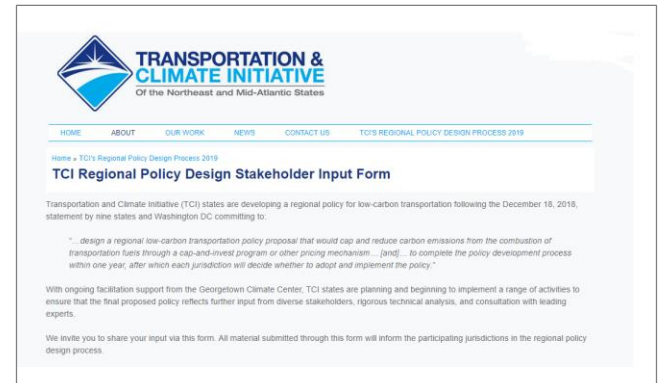 TRANSPORTATION &
CLIMATE INITIATIVE
Of the Northeast and Mid-Atlantic States
HOME ABOUT OUR WORK NEWS CONTACT US TCI'S REGIONAL POLICY DESIGN PROCESS 2019
Home » TCI's Regional Policy Design Process 2019
TCI Regional Policy Design Stakeholder Input Form
Transportation and Climate Initiative (TCI) states are developing a regional policy for low-carbon transportation following the December 18, 2018,
statement by nine states and Washington DC committing to:
"…design a regional low-carbon transportation policy proposal that would cap and reduce carbon emissions from the combustion of
transportation fuels through a cap-and-invest program or other pricing mechanism… [and]… to complete the policy development process
within one year, after which each jurisdiction will decide whether to adopt and implement the policy."
With ongoing facilitation support from the Georgetown Climate Center, TCI states are planning and beginning to implement a range of activities to
ensure that the final proposed policy reflects further input from diverse stakeholders, rigorous technical analysis, and consultation with leading
experts.
We invite you to share your input via this form. All material submitted through this form will inform the participating jurisdictions in the regional policy
design process.